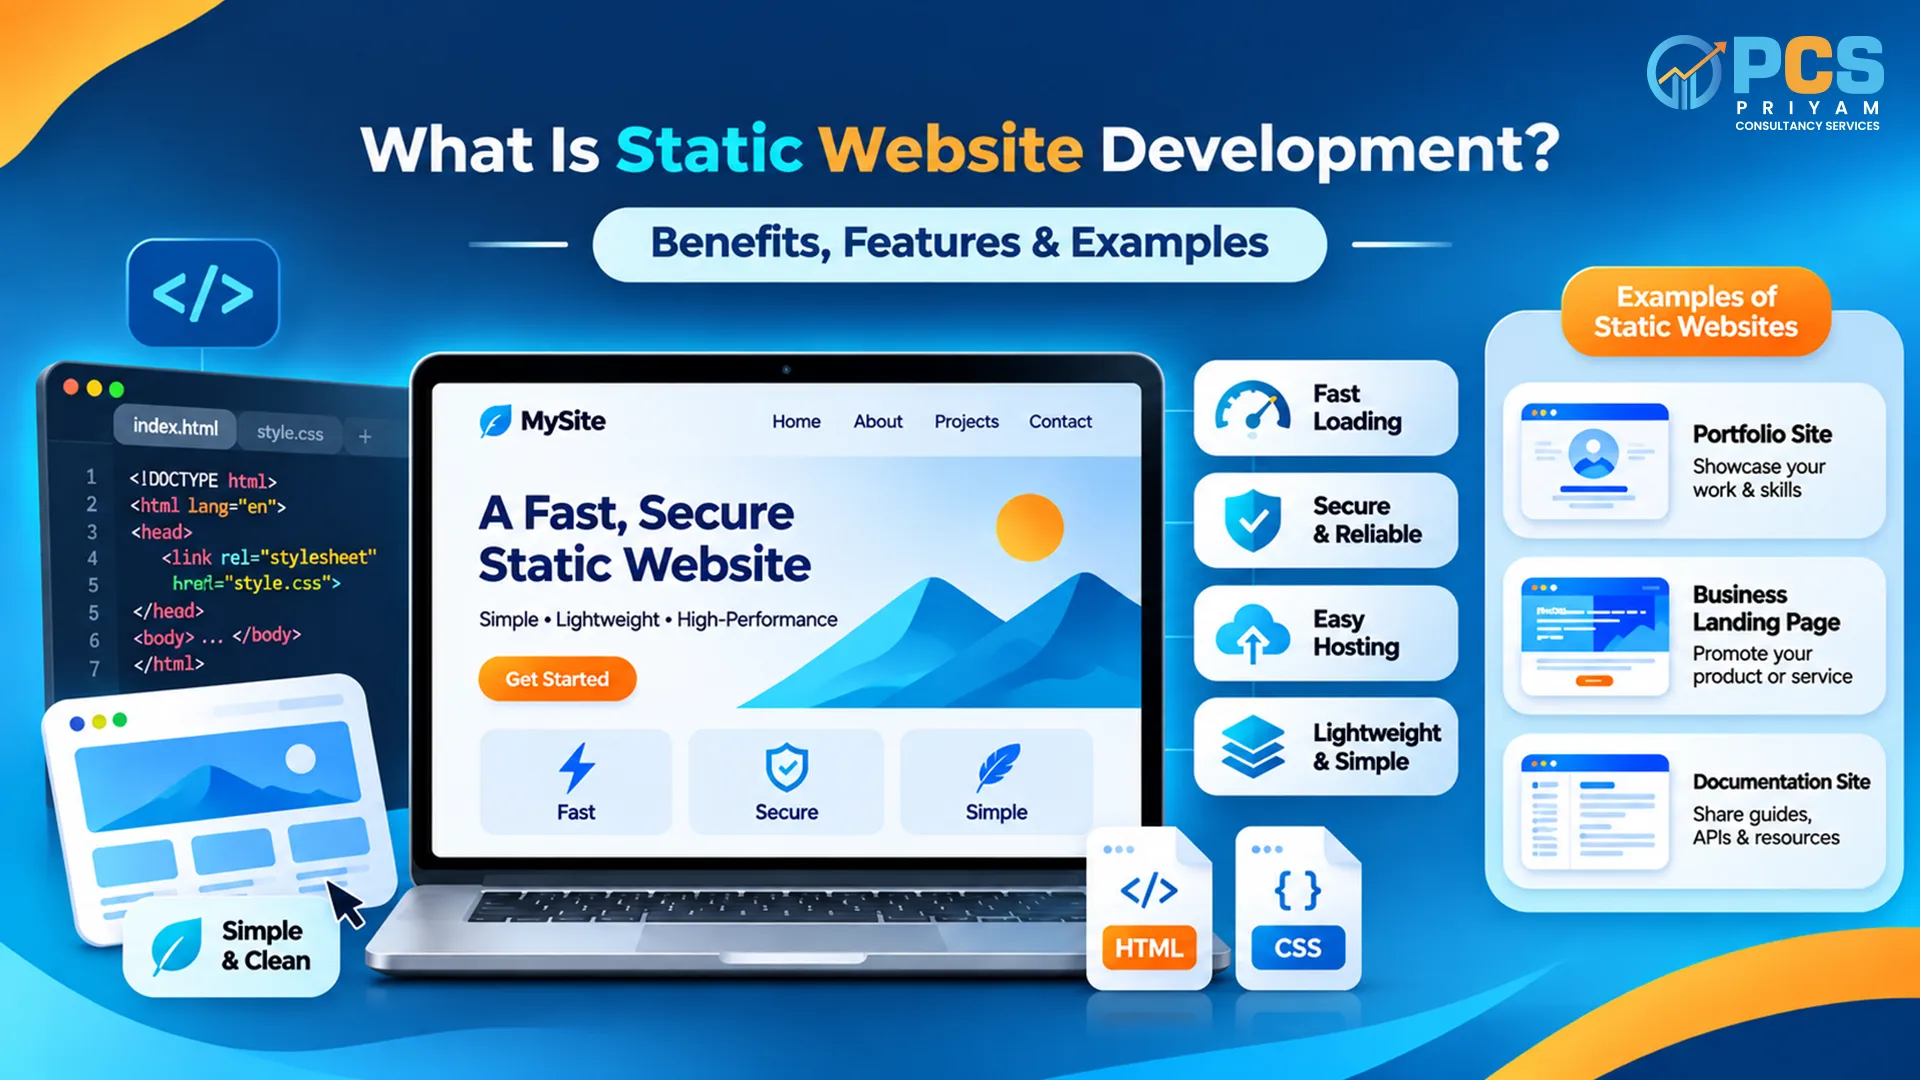 PCS
PRIYAM
CONSULTANCY SERVICES
What Is Static Website Development?
Benefits, Features & Examples
</>
index.html
style.css
+
1 <!DOCTYPE html>
2 <html lang="en">
3 <head>
4 <link rel="stylesheet"
5 href="style.css">
5 </head>
6 <body> ... </body>
7 </html>
Simple
& Clean
MySite
Home About Projects Contact
A Fast, Secure
Static Website
Simple • Lightweight • High-Performance
Get Started
Fast
Secure
Simple
Fast
Loading
Secure
& Reliable
Easy
Hosting
Lightweight
& Simple
</>
HTML
{ }
CSS
Examples of
Static Websites
Portfolio Site
Showcase your
work & skills
Business
Landing Page
Promote your
product or service
Documentation Site
Share guides,
APIs & resources